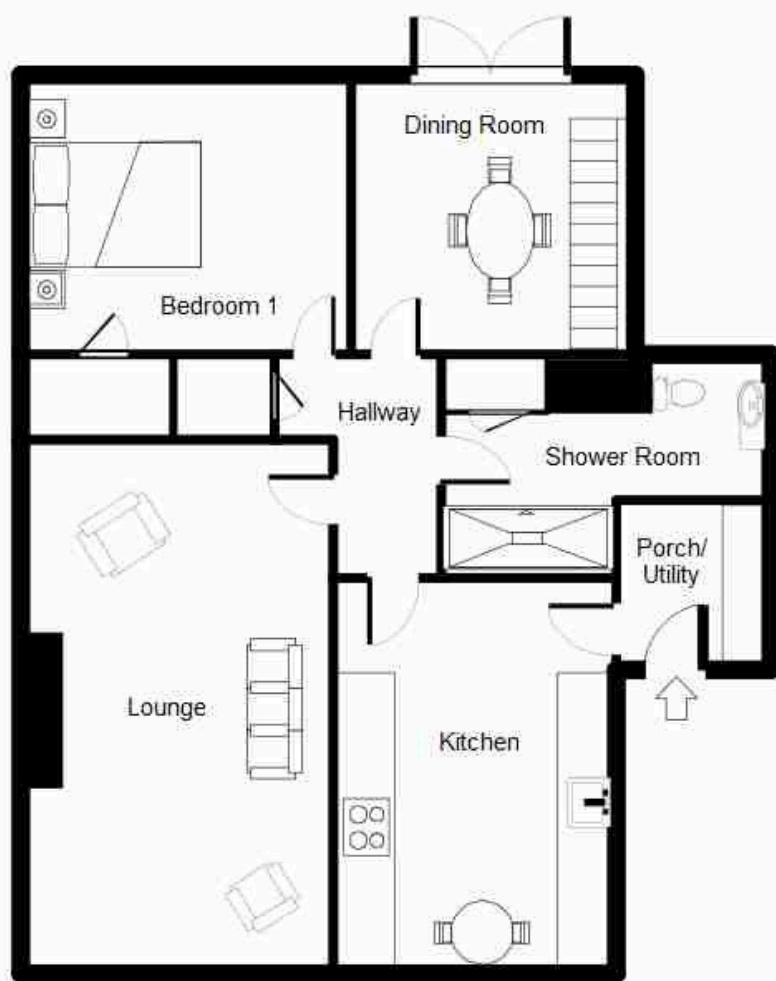 Dining Room
Bedroom 1
Hallway
Shower Room
Porch/
Utility
Lounge
Kitchen